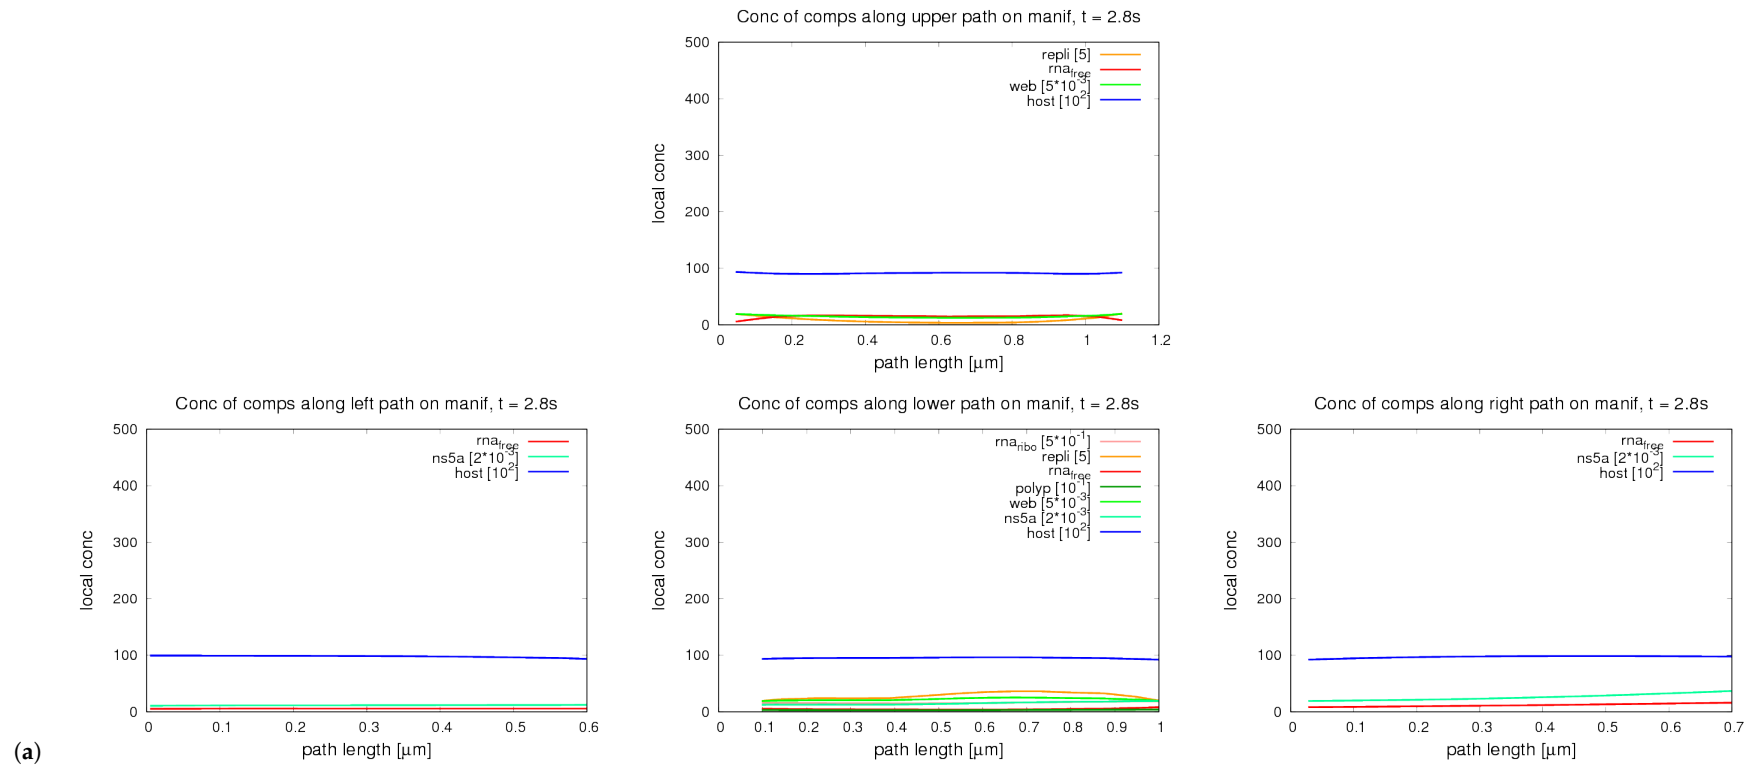 Conc of comps along upper path on manif, t = 2.8s
500
400
300
200
100
0
local conc
repli [5]
rna_free
web [5*10^-3]
host [10^2]
0 0.2 0.4 0.6 0.8 1 1.2
path length [μm]
Conc of comps along left path on manif, t = 2.8s
500
400
300
200
100
0
local conc
rna_free
ns5a [2*10^-3]
host [10^2]
0 0.1 0.2 0.3 0.4 0.5 0.6
path length [μm]
Conc of comps along lower path on manif, t = 2.8s
500
400
300
200
100
0
local conc
rna_ribo [5*10^-1]
repli [5]
rna_free
polyp [10^-1]
web [5*10^-3]
ns5a [2*10^-3]
host [10^2]
0 0.1 0.2 0.3 0.4 0.5 0.6 0.7 0.8 0.9 1
path length [μm]
Conc of comps along right path on manif, t = 2.8s
500
400
300
200
100
0
local conc
rna_free
ns5a [2*10^-3]
host [10^2]
0 0.1 0.2 0.3 0.4 0.5 0.6 0.7
path length [μm]
(a)